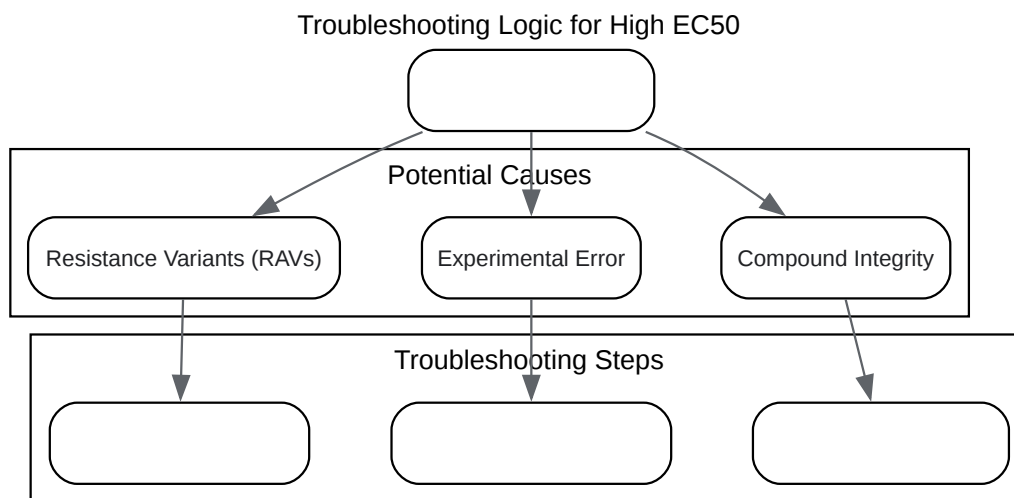 Troubleshooting Logic for High EC50
Potential Causes
Resistance Variants (RAVs)
Experimental Error
Compound Integrity
Troubleshooting Steps